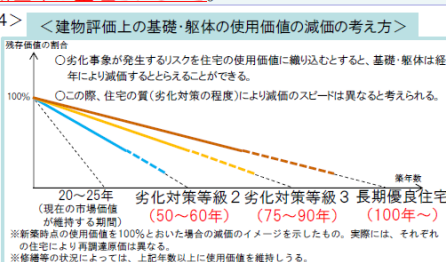 4>
＜建物評価上の基礎・躯体の使用価値の減価の考え方＞
残存価値の割合
○劣化事象が発生するリスクを住宅の使用価値に織り込むとすると、基礎・躯体は経
年により減価するととらえることができる。
○この際、住宅の質（劣化対策の程度）により減価のスピードは異なると考えられる。
100%
築年数
20～25年 劣化対策等級２ 劣化対策等級３ 長期優良住宅
（現在の市場価値が維持する期間） （50～60年） （75～90年） （100年～）
※新築時点の使用価値を100%とおいた場合の減価のイメージを示したもの。実際には、それぞれ
の住宅により再調達原価は異なる。
※修繕等の状況によっては、上記年数以上に使用価値を維持しうる。